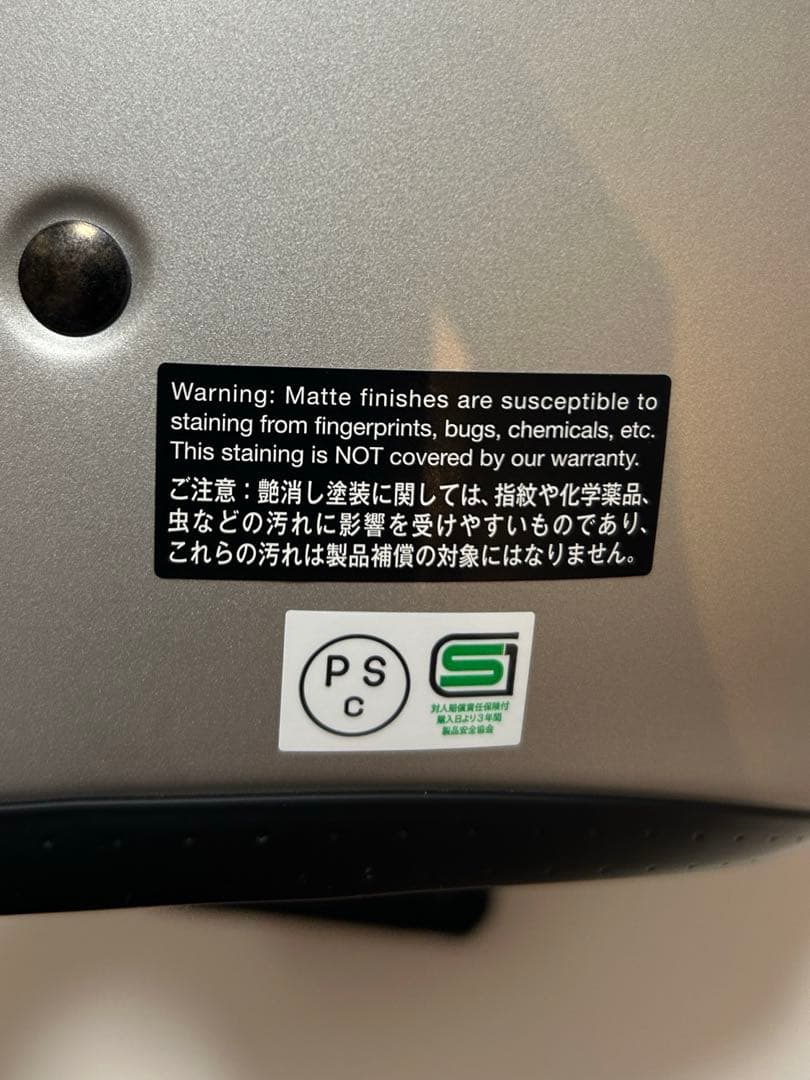 Warning: Matte finishes are susceptible to
staining from fingerprints, bugs, chemicals, etc.
This staining is NOT covered by our warranty.
ご注意：艶消し塗装に関しては、指紋や化学薬品、
虫などの汚れに影響を受けやすいものであり、
これらの汚れは製品補償の対象にはなりません。
PS
C
SG
対人賠償責任保険付
購入日より3年間
製品安全協会